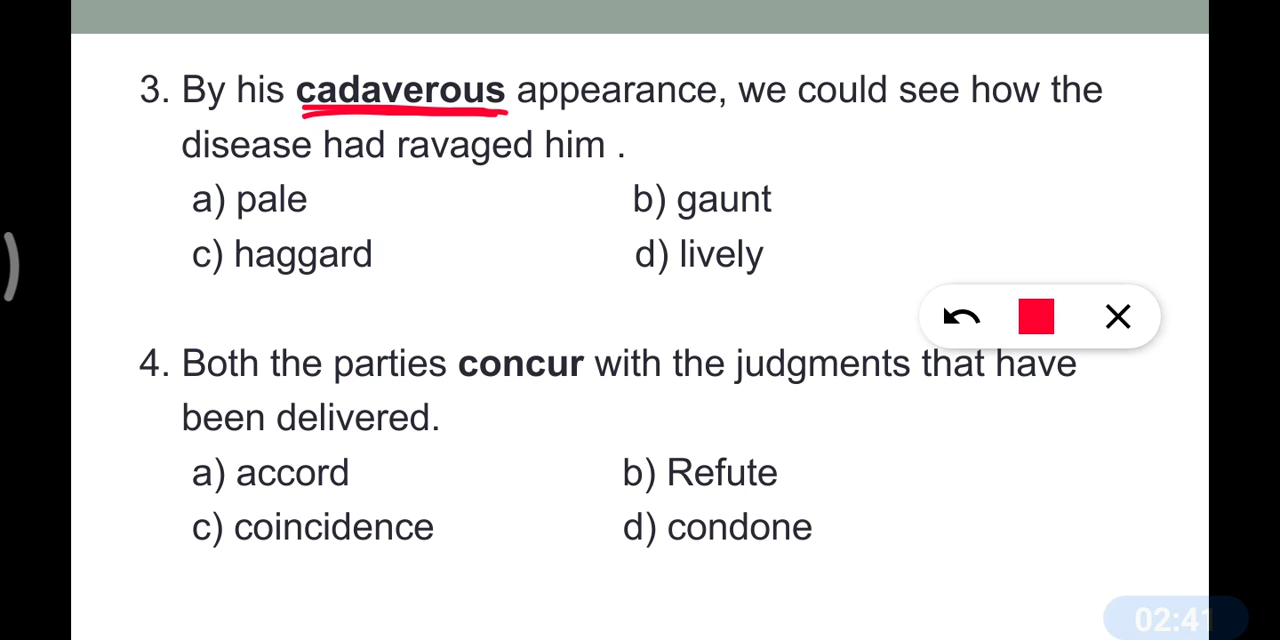 3. By his cadaverous appearance, we could see how the
disease had ravaged him .
a) pale b) gaunt
c) haggard d) lively
4. Both the parties concur with the judgments that have
been delivered.
a) accord b) Refute
c) coincidence d) condone
02:41